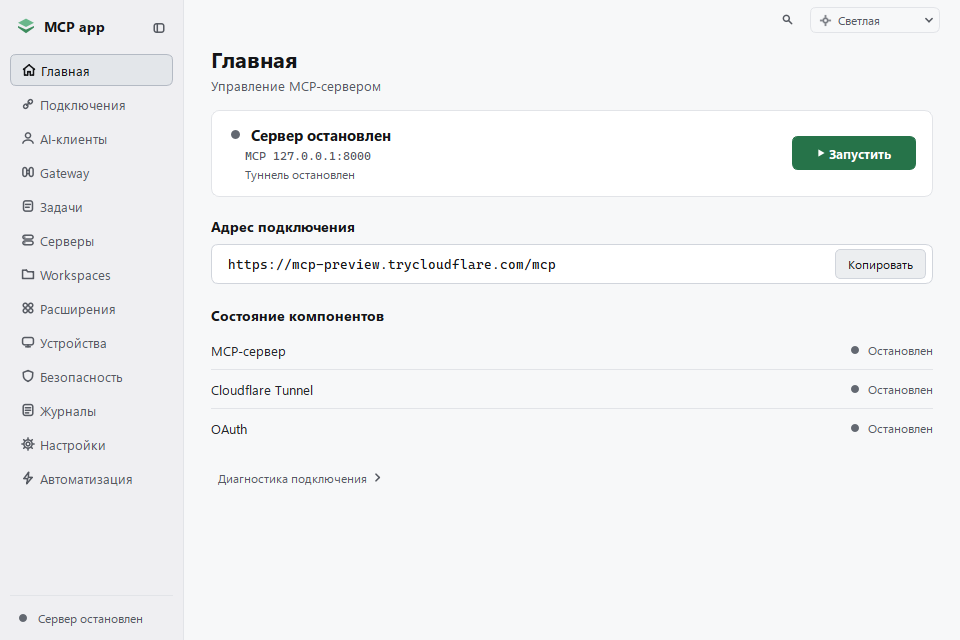 MCP app
Главная
Подключения
AI-клиенты
Gateway
Задачи
Серверы
Workspaces
Расширения
Устройства
Безопасность
Журналы
Настройки
Автоматизация
Сервер остановлен
Светлая
Главная
Управление MCP-сервером
Сервер остановлен
MCP 127.0.0.1:8000
Туннель остановлен
Запустить
Адрес подключения
https://mcp-preview.trycloudflare.com/mcp
Копировать
Состояние компонентов
MCP-сервер
Остановлен
Cloudflare Tunnel
Остановлен
OAuth
Остановлен
Диагностика подключения